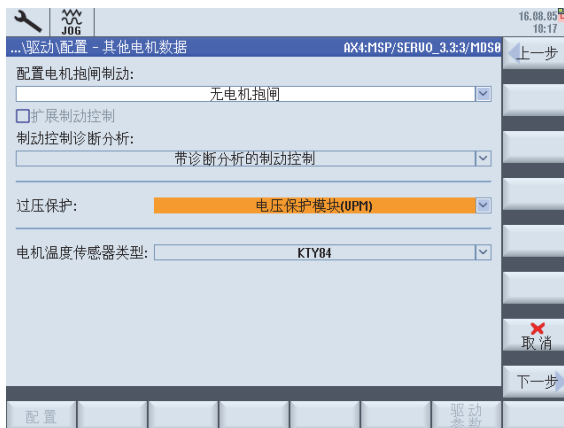 JOG
16.08.05
10:17
...\驱动\配置 - 其他电机数据
AX4:MSP/SERVO_3.3:3/MDS0
上一步
配置电机抱闸制动:
无电机抱闸
扩展制动控制
制动控制诊断分析:
带诊断分析的制动控制
过压保护:
电压保护模块(VPM)
电机温度传感器类型:
KTY84
取消
下一步
配置
驱动
参数